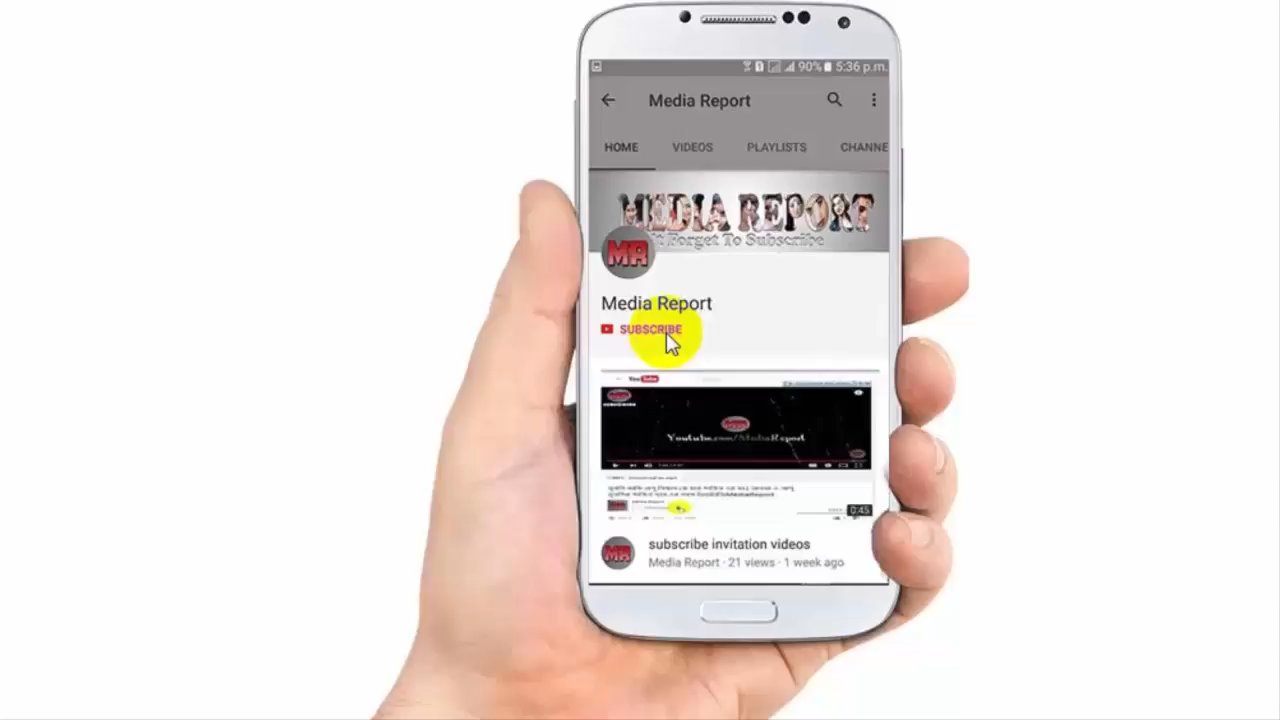 90% 5:36 p.m.
Media Report
HOME VIDEOS PLAYLISTS CHANNE
MEDIA REPORT
Forget To Subscribe
MR
Media Report
SUBSCRIBE
YouTube
Youtube.com/MediaReport
0:45
MR
subscribe invitation videos
Media Report · 21 views · 1 week ago